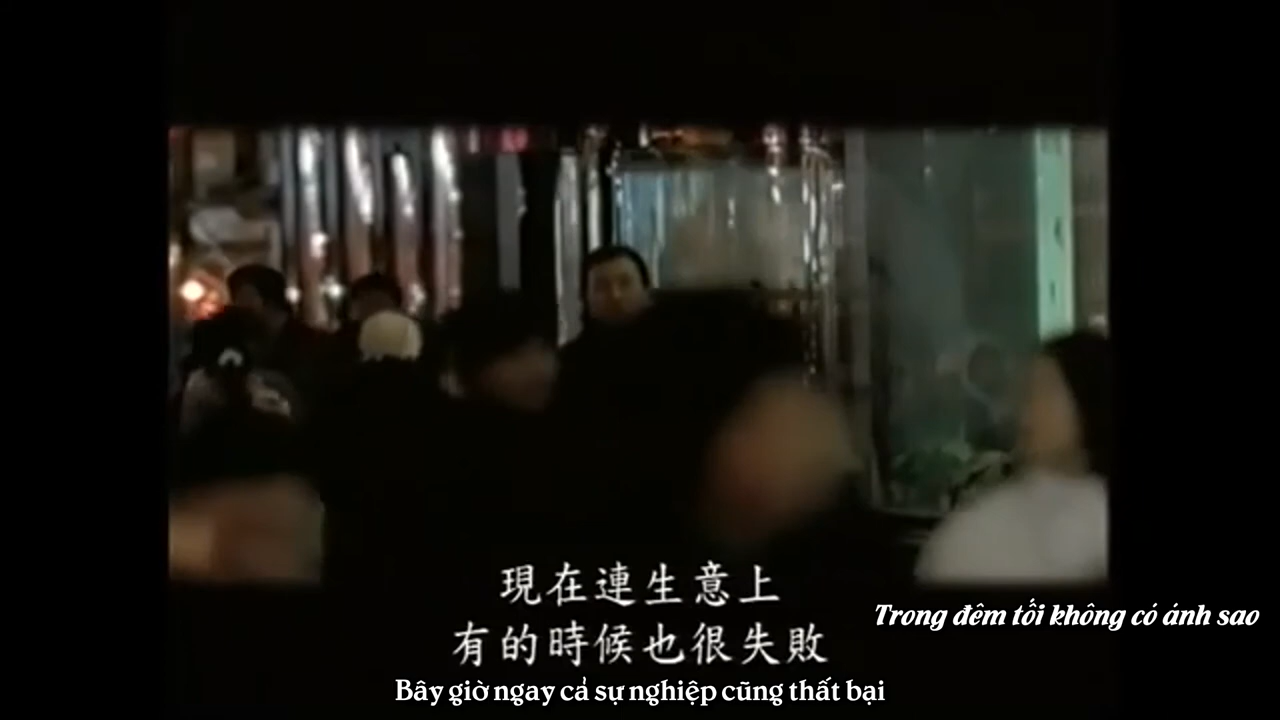 現在連生意上
有的時候也很失敗
Trong đêm tối không có ánh sao
Bây giờ ngay cả sự nghiệp cũng thất bại